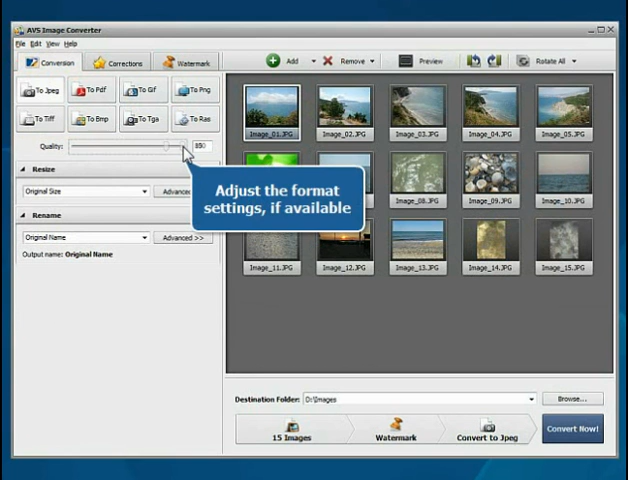 AVS Image Converter
File Edit View Help
Conversion Corrections Watermark Add Remove Preview Rotate All
To Jpeg To Pdf To Gif To Png
To Tiff To Bmp To Tga To Ras
Image_01.JPG Image_02.JPG Image_03.JPG Image_04.JPG Image_05.JPG
Quality:
Resize
Original Size
Adjust the format
settings, if available
Image_08.JPG Image_09.JPG Image_10.JPG
Rename
Original Name Advanced >>
Output name: Original Name
Image_11.JPG Image_12.JPG Image_13.JPG Image_14.JPG Image_15.JPG
Destination Folder: D:\Images Browse...
15 Images Watermark Convert to Jpeg Convert Now!